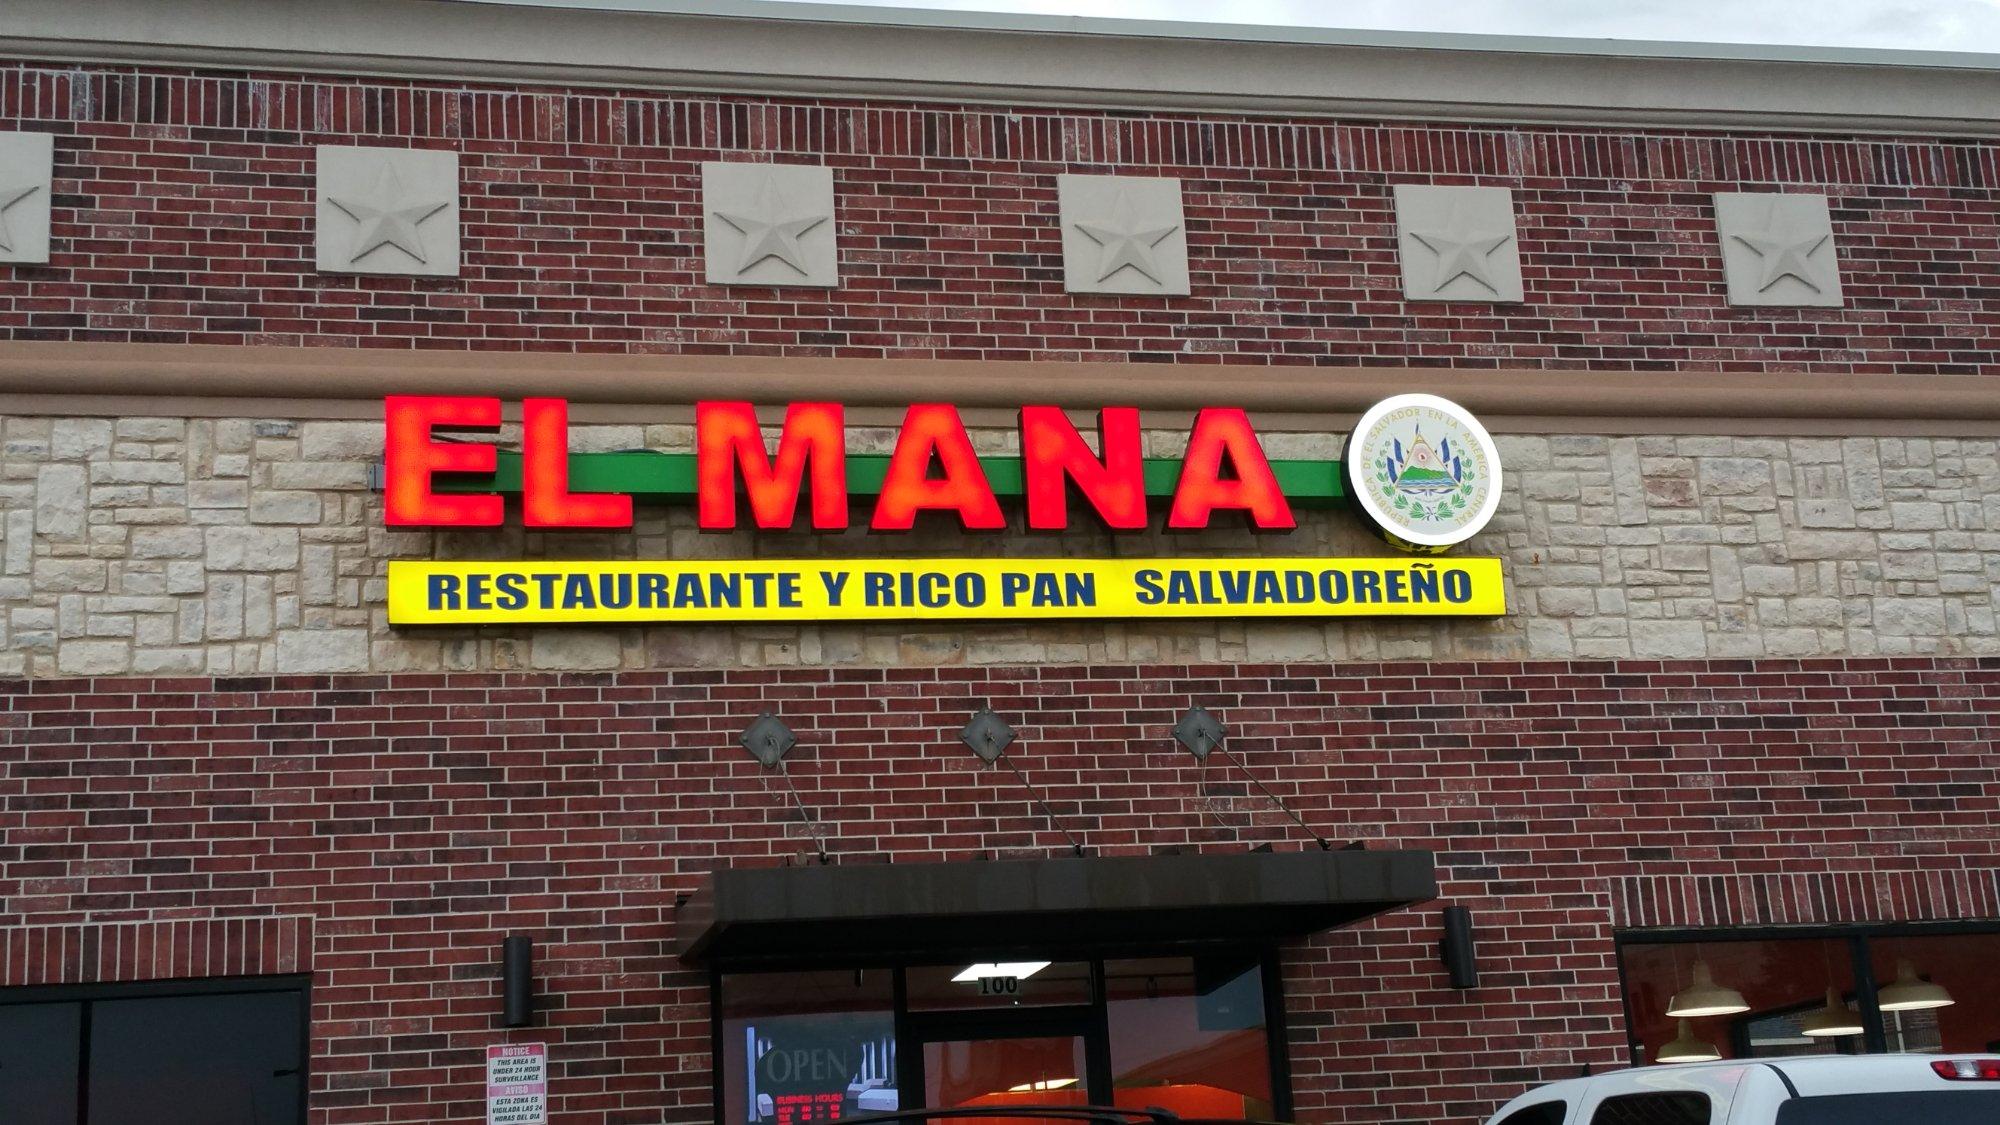 EL MANA
REPUBLICA DE EL SALVADOR EN LA AMERICA CENTRAL
RESTAURANTE Y RICO PAN SALVADOREÑO
100
OPEN
BUSINESS HOURS
MON
NOTICE
THIS AREA IS
UNDER 24 HOUR
SURVEILLANCE
AVISO
ESTA ZONA ES
VIGILADA LAS 24
HORAS DEL DIA